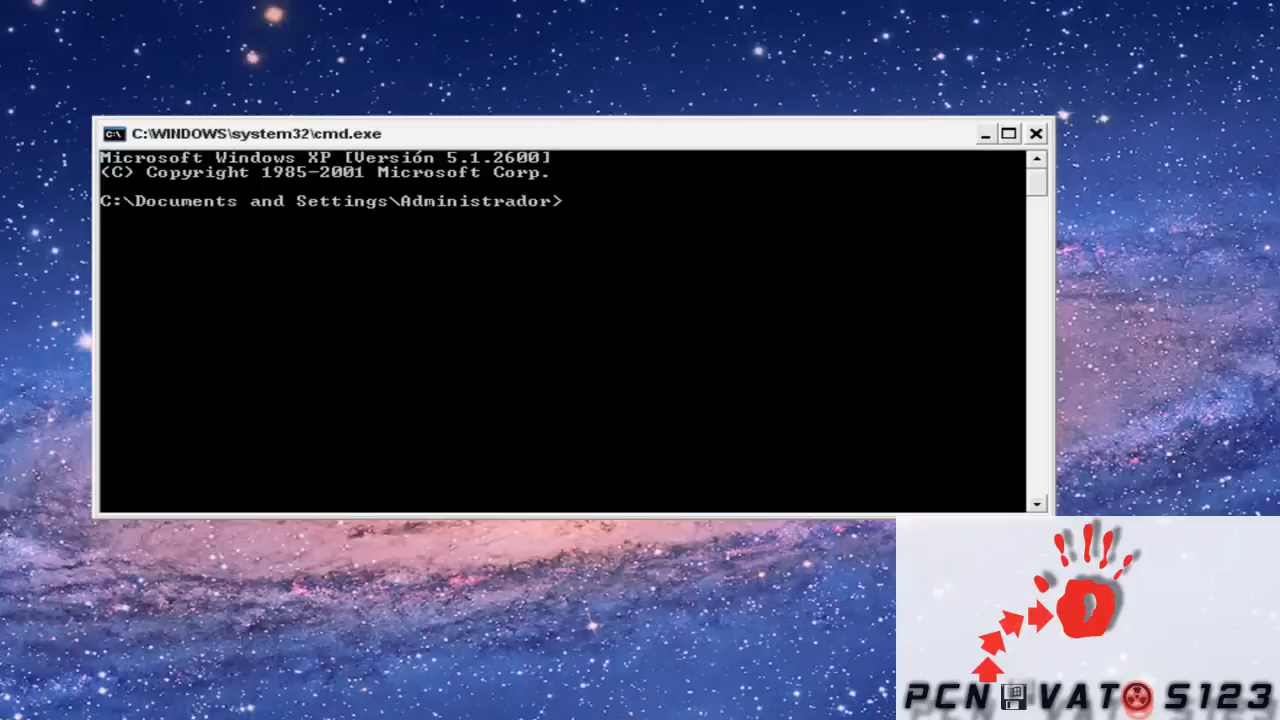 C:\WINDOWS\system32\cmd.exe
Microsoft Windows XP [Versión 5.1.2600]
(C) Copyright 1985-2001 Microsoft Corp.
C:\Documents and Settings\Administrador>
PCN VAT S123